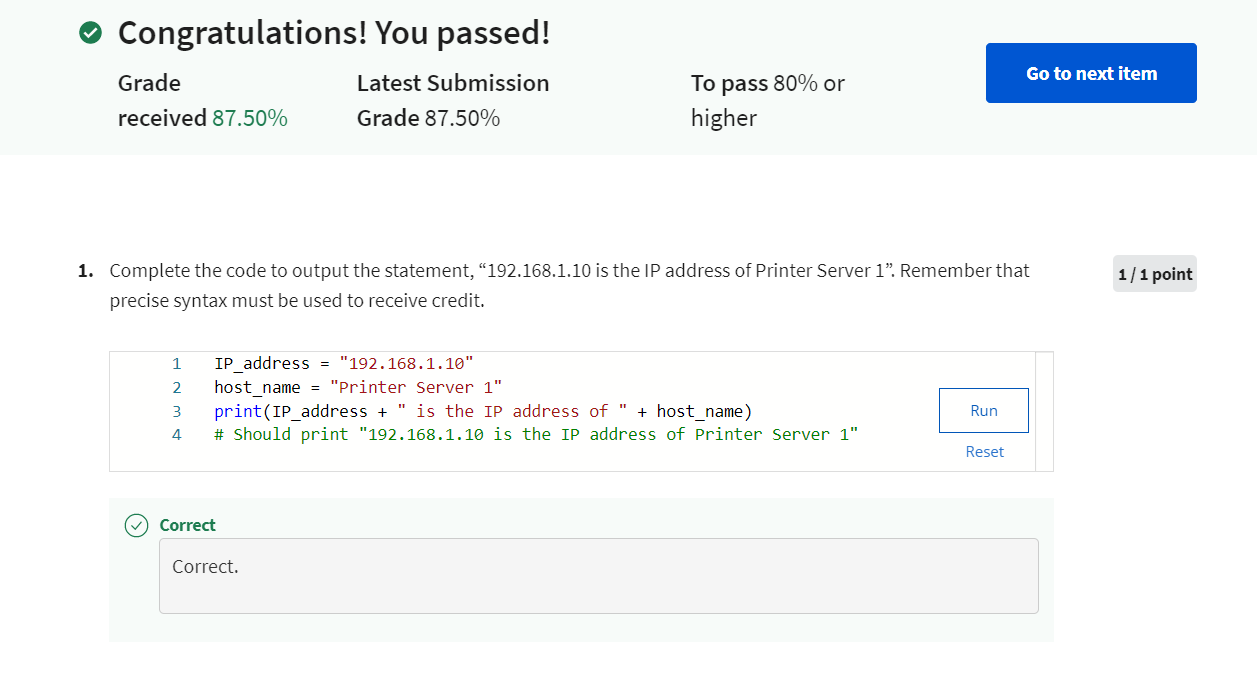 Congratulations! You passed!
Grade
received 87.50%
Latest Submission
Grade 87.50%
To pass 80% or
higher
Go to next item
1. Complete the code to output the statement, “192.168.1.10 is the IP address of Printer Server 1”. Remember that
precise syntax must be used to receive credit.
1 / 1 point
1 IP_address = "192.168.1.10"
2 host_name = "Printer Server 1"
3 print(IP_address + " is the IP address of " + host_name)
4 # Should print "192.168.1.10 is the IP address of Printer Server 1"
Run
Reset
Correct
Correct.